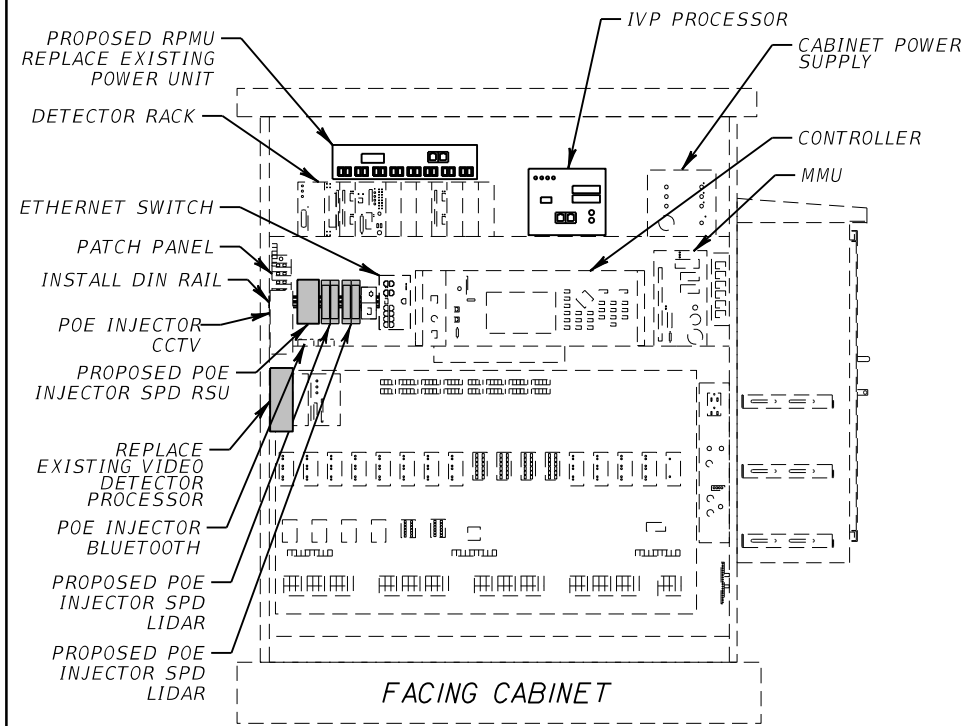 IVP PROCESSOR
PROPOSED RPMU
REPLACE EXISTING
POWER UNIT
CABINET POWER
SUPPLY
DETECTOR RACK
CONTROLLER
MMU
ETHERNET SWITCH
PATCH PANEL
INSTALL DIN RAIL
POE INJECTOR
CCTV
PROPOSED POE
INJECTOR SPD RSU
REPLACE
EXISTING VIDEO
DETECTOR
PROCESSOR
POE INJECTOR
BLUETOOTH
PROPOSED POE
INJECTOR SPD
LIDAR
PROPOSED POE
INJECTOR SPD
LIDAR
FACING CABINET